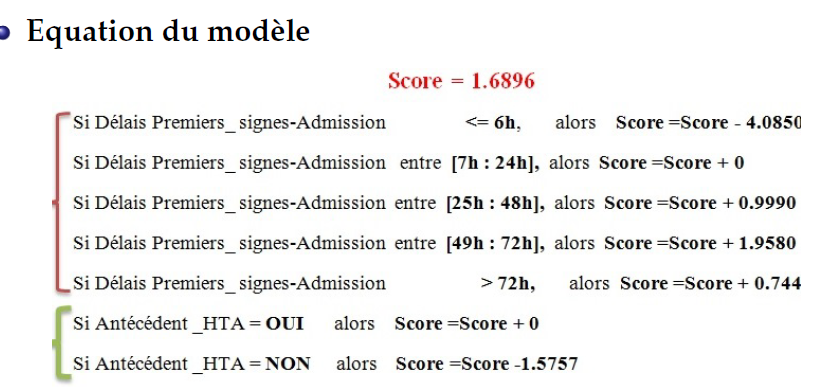 Equation du modèle
Score = 1.6896
Si Délais Premiers_ signes-Admission <= 6h, alors Score =Score - 4.0850
Si Délais Premiers_ signes-Admission entre [7h : 24h], alors Score =Score + 0
Si Délais Premiers_ signes-Admission entre [25h : 48h], alors Score =Score + 0.9990
Si Délais Premiers_ signes-Admission entre [49h : 72h], alors Score =Score + 1.9580
Si Délais Premiers_ signes-Admission > 72h, alors Score =Score + 0.744
Si Antécédent _HTA = OUI alors Score =Score + 0
Si Antécédent _HTA = NON alors Score =Score -1.5757